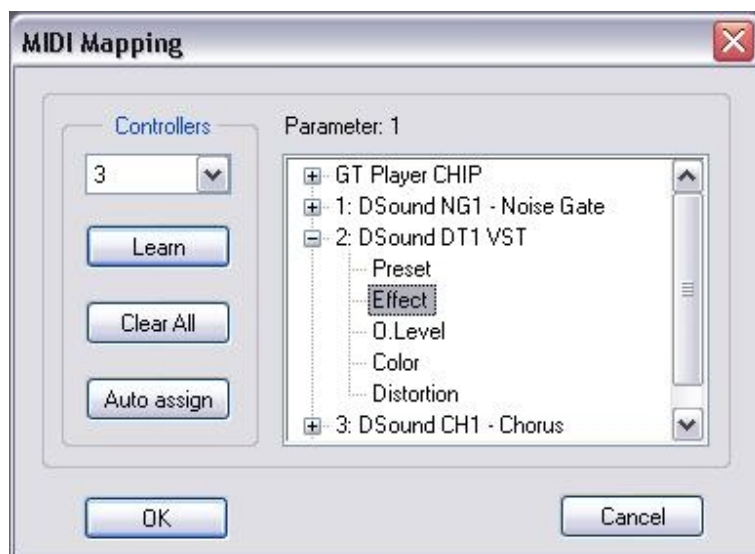 MIDI Mapping
Controllers
3
Learn
Clear All
Auto assign
Parameter: 1
GT Player CHIP
1: DSound NG1 - Noise Gate
2: DSound DT1 VST
Preset
Effect
O.Level
Color
Distortion
3: DSound CH1 - Chorus
OK
Cancel